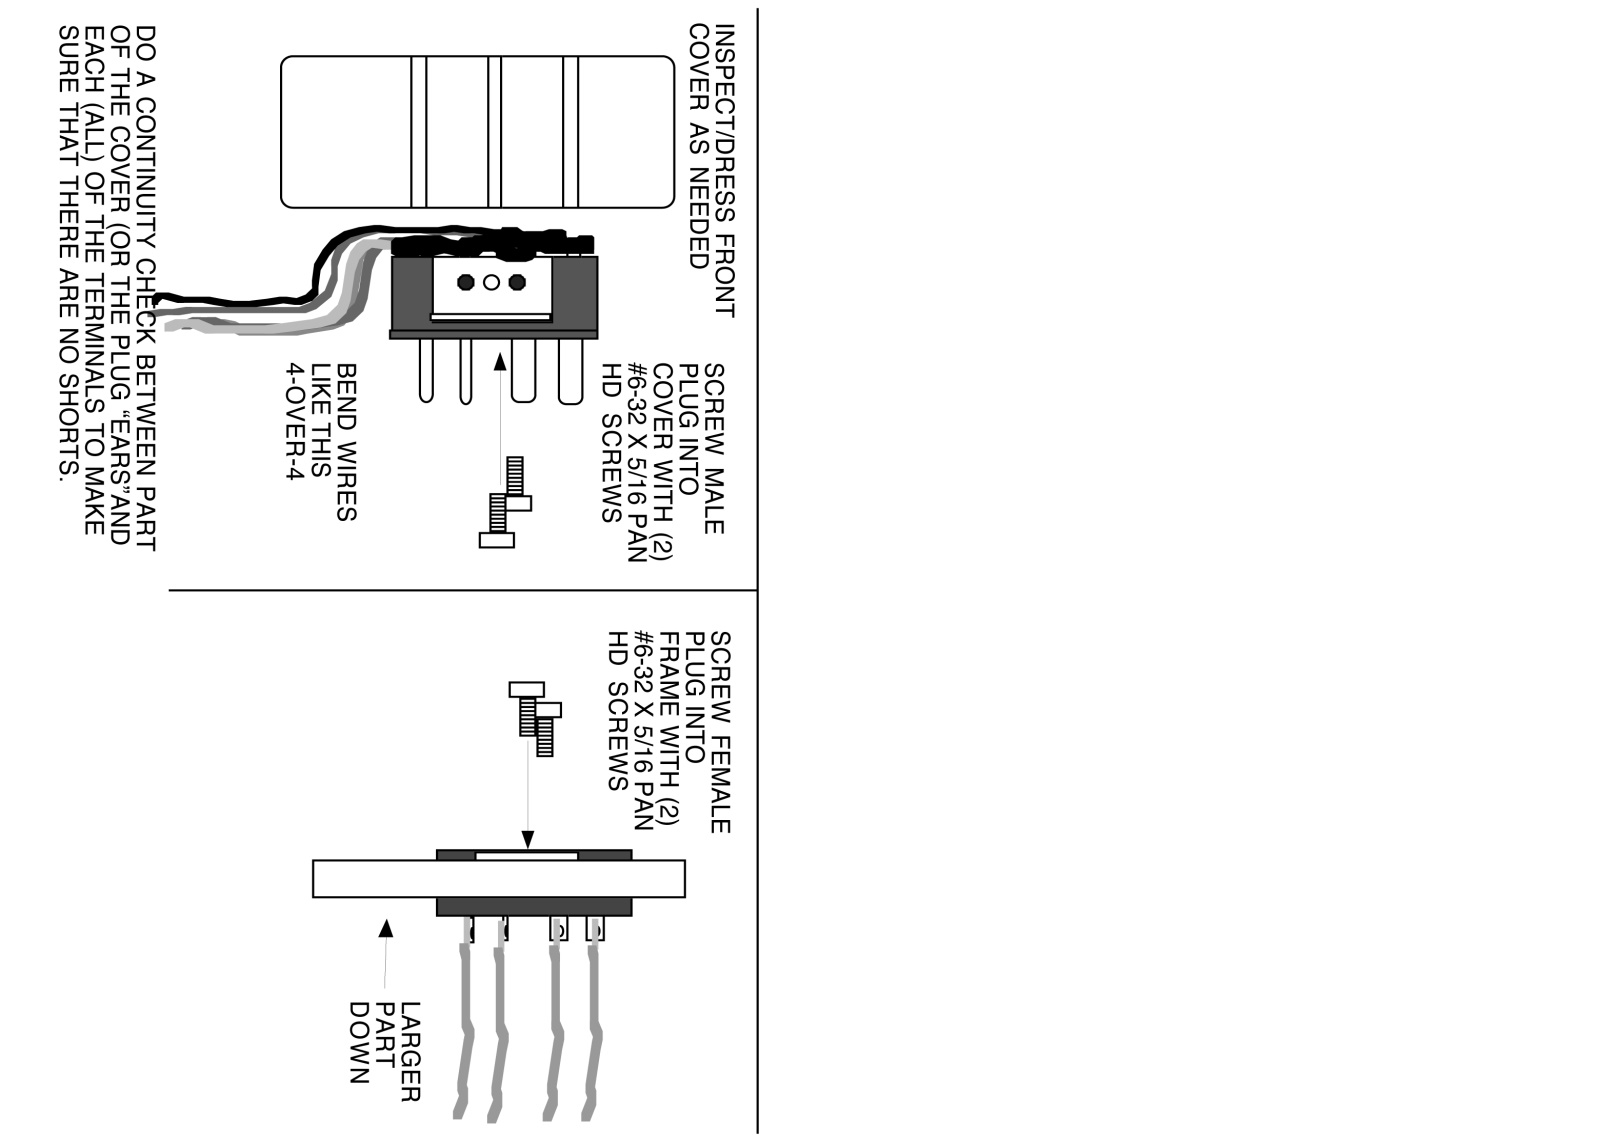 INSPECT/DRESS FRONT
COVER AS NEEDED
SCREW MALE
PLUG INTO
COVER WITH (2)
#6-32 X 5/16 PAN
HD SCREWS
BEND WIRES
LIKE THIS
4-OVER-4
DO A CONTINUITY CHECK BETWEEN PART
OF THE COVER (OR THE PLUG “EARS”AND
EACH (ALL) OF THE TERMINALS TO MAKE
SURE THAT THERE ARE NO SHORTS.
SCREW FEMALE
PLUG INTO
FRAME WITH (2)
#6-32 X 5/16 PAN
HD SCREWS
LARGER
PART
DOWN